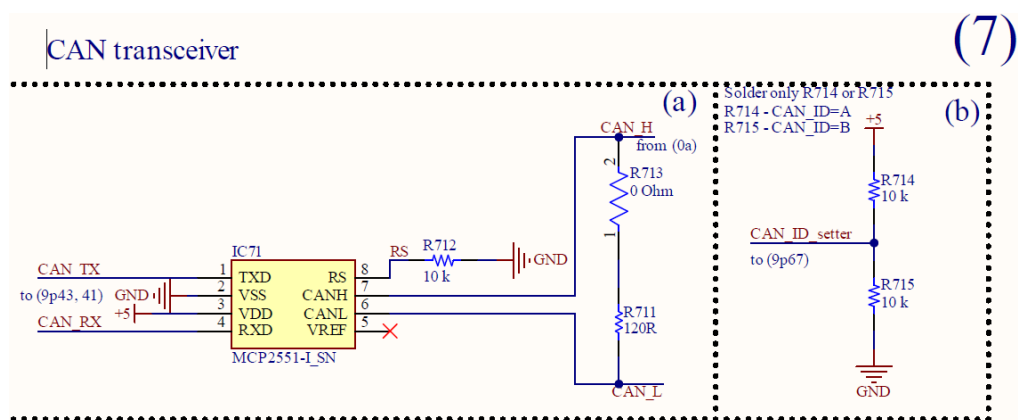 CAN transceiver
(7)
(a)
CAN_H
from (0a)
2
R713
0 Ohm
1
IC71
RS
R712
10 k
GND
CAN_TX
1
TXD
RS
8
to (9p43, 41)
GND
2
VSS
CANH
7
+5
3
VDD
CANL
6
CAN_RX
4
RXD
VREF
5
MCP2551-I_SN
R711
120R
CAN_L
Solder only R714 or R715
R714 - CAN_ID=A
R715 - CAN_ID=B
(b)
+5
R714
10 k
CAN_ID_setter
to (9p67)
R715
10 k
GND